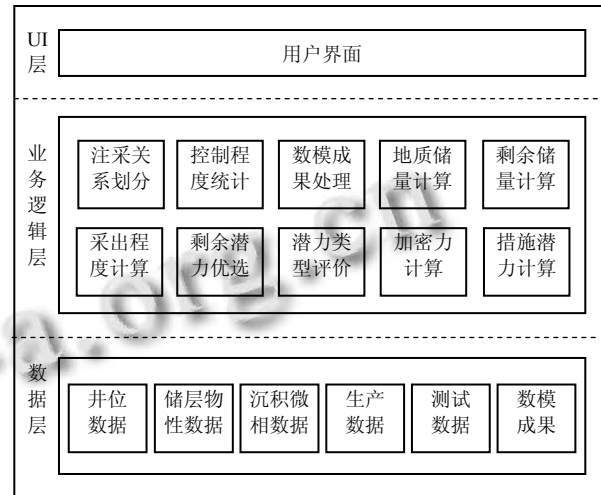 UI
层
用户界面
业
务
逻
辑
层
注采关
系划分
控制程
度统计
数模成
果处理
地质储
量计算
剩余储
量计算
采出程
度计算
剩余潜
力优选
潜力类
型评价
加密力
计算
措施潜
力计算
数
据
层
井位
数据
储层物
性数据
沉积微
相数据
生产
数据
测试
数据
数模
成果
a.org.cn